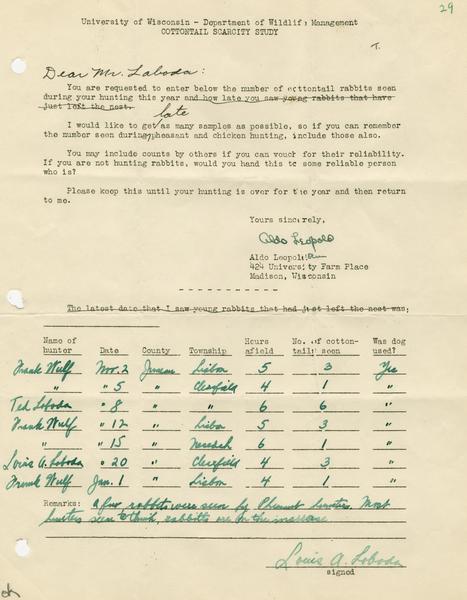 29
University of Wisconsin - Department of Wildlife Management
COTTONTAIL SCARCITY STUDY
T.
Dear Mr. Loboda:
You are requested to enter below the number of cottontail rabbits seen
during your hunting this year and how late you saw young rabbits that have
just left the nest.
late
I would like to get as many samples as possible, so if you can remember
the number seen during pheasant and chicken hunting, include those also.
You may include counts by others if you can vouch for their reliability.
If you are not hunting rabbits, would you hand this to some reliable person
who is?
Please keep this until your hunting is over for the year and then return
to me.
Yours sincerely,
Aldo Leopold
Aldo Leopold
424 University Farm Place
Madison, Wisconsin
- - - - - - - - - - -
The latest date that I saw young rabbits that had just left the nest was:
Name of hunter Date County Township Hours afield No. of cotton-tails seen Was dog used?
Frank Wulf Nov. 2 Juneau Lisbon 5 3 Yes
" " 5 " Clearfield 4 1 "
Ted Loboda " 8 " " 6 6 "
Frank Wulf " 12 " Lisbon 5 3 "
" " 15 " Necedah 6 1 "
Louis A. Loboda " 20 " Clearfield 4 3 "
Frank Wulf Jan. 1 " Lisbon 4 1 "
Remarks: A few rabbits were seen by Pheasant hunters. Most
hunters seem to think rabbits are on the increase
Louis A. Loboda
signed
ok